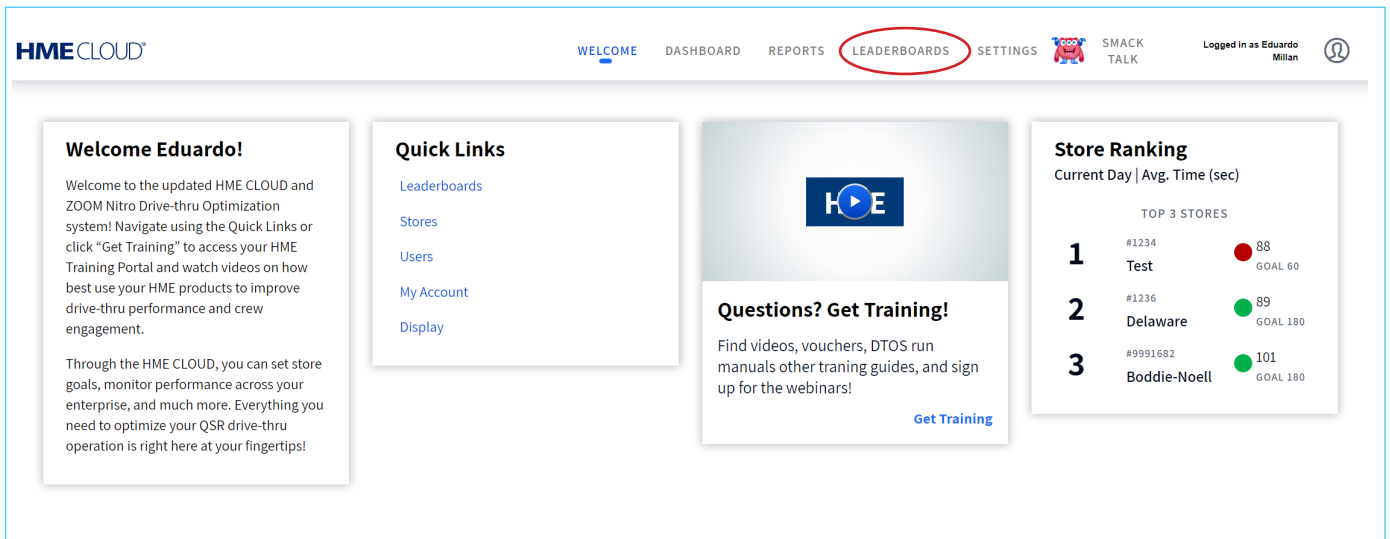 HME CLOUD®
WELCOME DASHBOARD REPORTS LEADERBOARDS SETTINGS SMACK TALK
Logged in as Eduardo
Millan
Welcome Eduardo!
Welcome to the updated HME CLOUD and
ZOOM Nitro Drive-thru Optimization
system! Navigate using the Quick Links or
click “Get Training” to access your HME
Training Portal and watch videos on how
best use your HME products to improve
drive-thru performance and crew
engagement.
Through the HME CLOUD, you can set store
goals, monitor performance across your
enterprise, and much more. Everything you
need to optimize your QSR drive-thru
operation is right here at your fingertips!
Quick Links
Leaderboards
Stores
Users
My Account
Display
H E
Questions? Get Training!
Find videos, vouchers, DTOS run
manuals other traning guides, and sign
up for the webinars!
Get Training
Store Ranking
Current Day | Avg. Time (sec)
TOP 3 STORES
1 #1234 Test 88 GOAL 60
2 #1236 Delaware 89 GOAL 180
3 #9991682 Boddie-Noell 101 GOAL 180